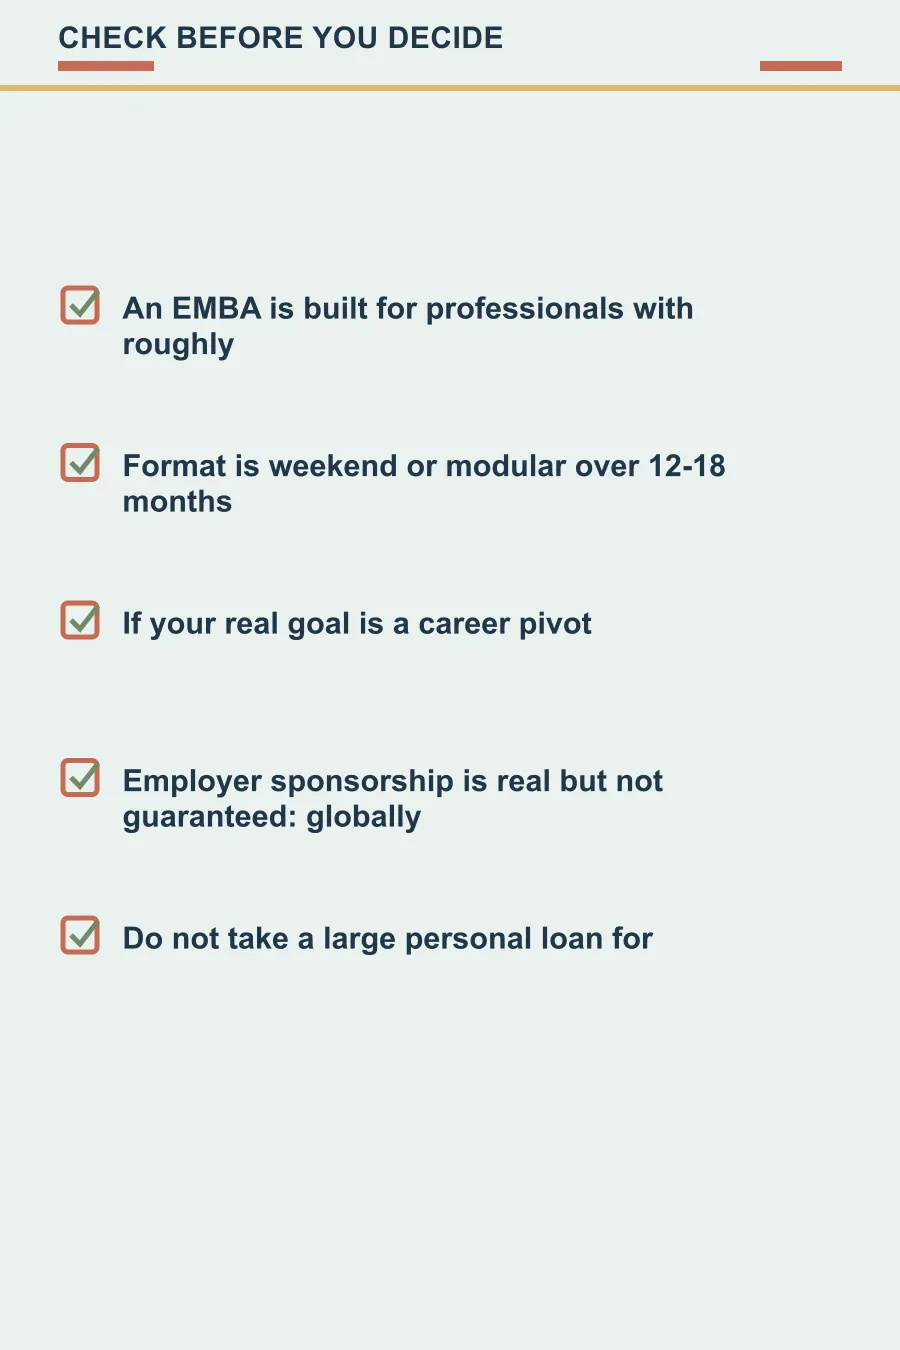 CHECK BEFORE YOU DECIDE
An EMBA is built for professionals with
roughly
Format is weekend or modular over 12-18
months
If your real goal is a career pivot
Employer sponsorship is real but not
guaranteed: globally
Do not take a large personal loan for